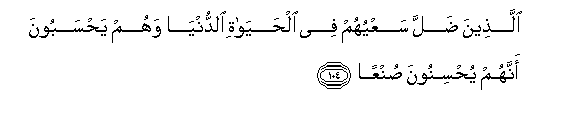 ٱلَّذِينَ ضَلَّ سَعْيُهُمْ فِى ٱلْحَيَوٰةِ ٱلدُّنْيَا وَهُمْ يَحْسَبُونَ
أَنَّهُمْ يُحْسِنُونَ صُنْعًا ١٠٤